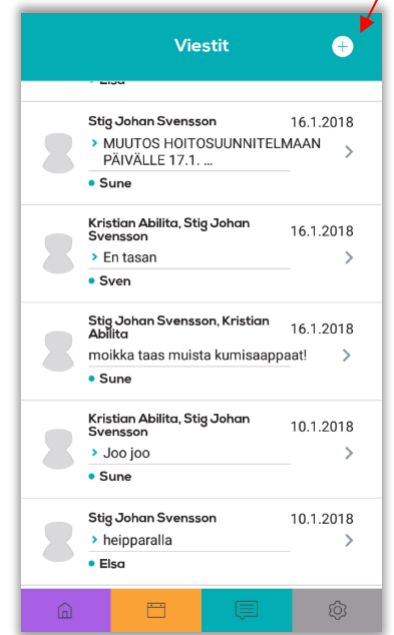 Viestit
• Elsa
Stig Johan Svensson 16.1.2018
> MUUTOS HOITOSUUNNITELMAAN
PÄIVÄLLE 17.1. ...
• Sune
Kristian Abilita, Stig Johan
Svensson 16.1.2018
> En tasan
• Sven
Stig Johan Svensson, Kristian
Abilita 16.1.2018
moikka taas muista kumisaappaat!
• Sune
Kristian Abilita, Stig Johan
Svensson 10.1.2018
> Joo joo
• Sune
Stig Johan Svensson 10.1.2018
> heipparalla
• Elsa